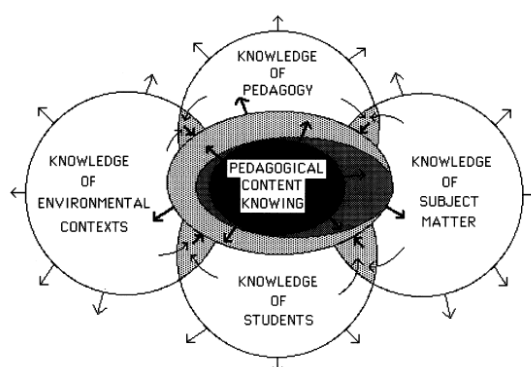 KNOWLEDGE
OF
PEDAGOGY
KNOWLEDGE
OF
ENVIRONMENTAL
CONTEXTS
PEDAGOGICAL
CONTENT
KNOWING
KNOWLEDGE
OF
SUBJECT
MATTER
KNOWLEDGE
OF
STUDENTS